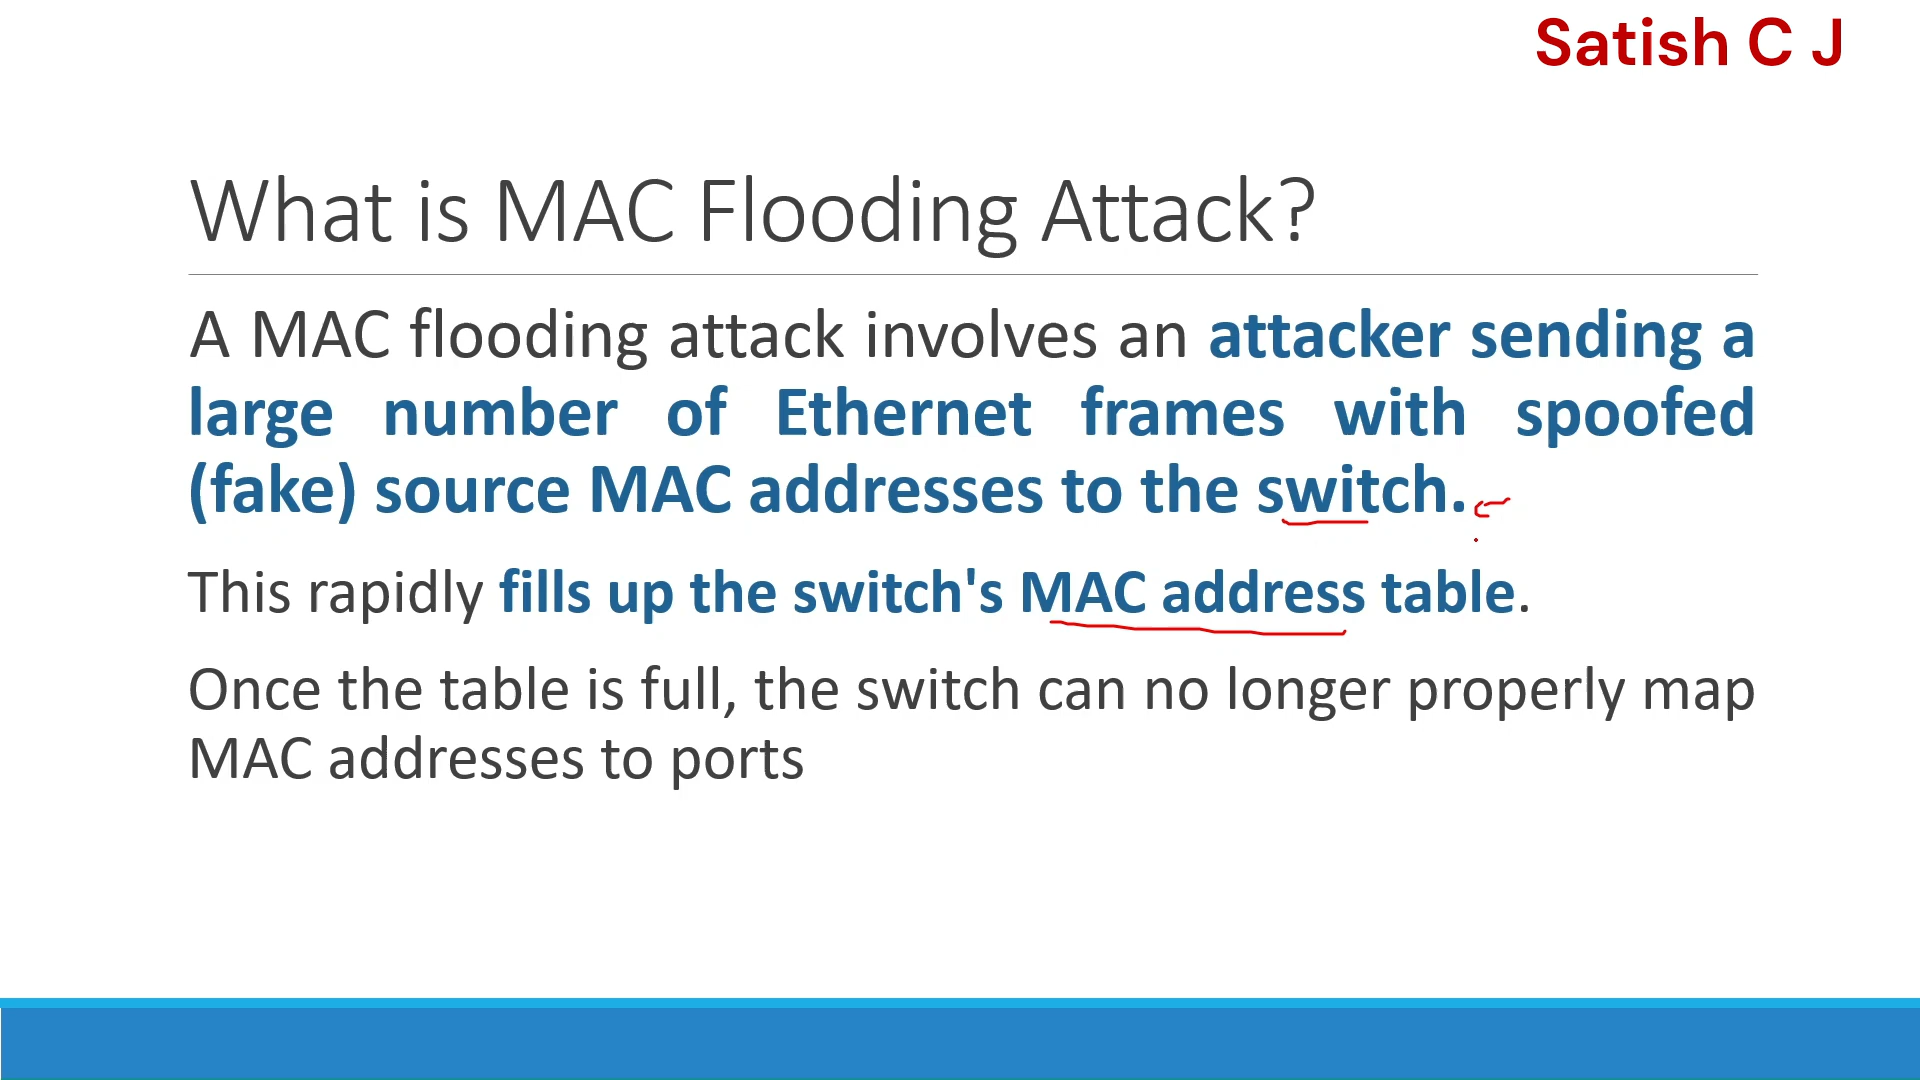 Satish C J
What is MAC Flooding Attack?
A MAC flooding attack involves an attacker sending a
large number of Ethernet frames with spoofed
(fake) source MAC addresses to the switch.
This rapidly fills up the switch's MAC address table.
Once the table is full, the switch can no longer properly map
MAC addresses to ports